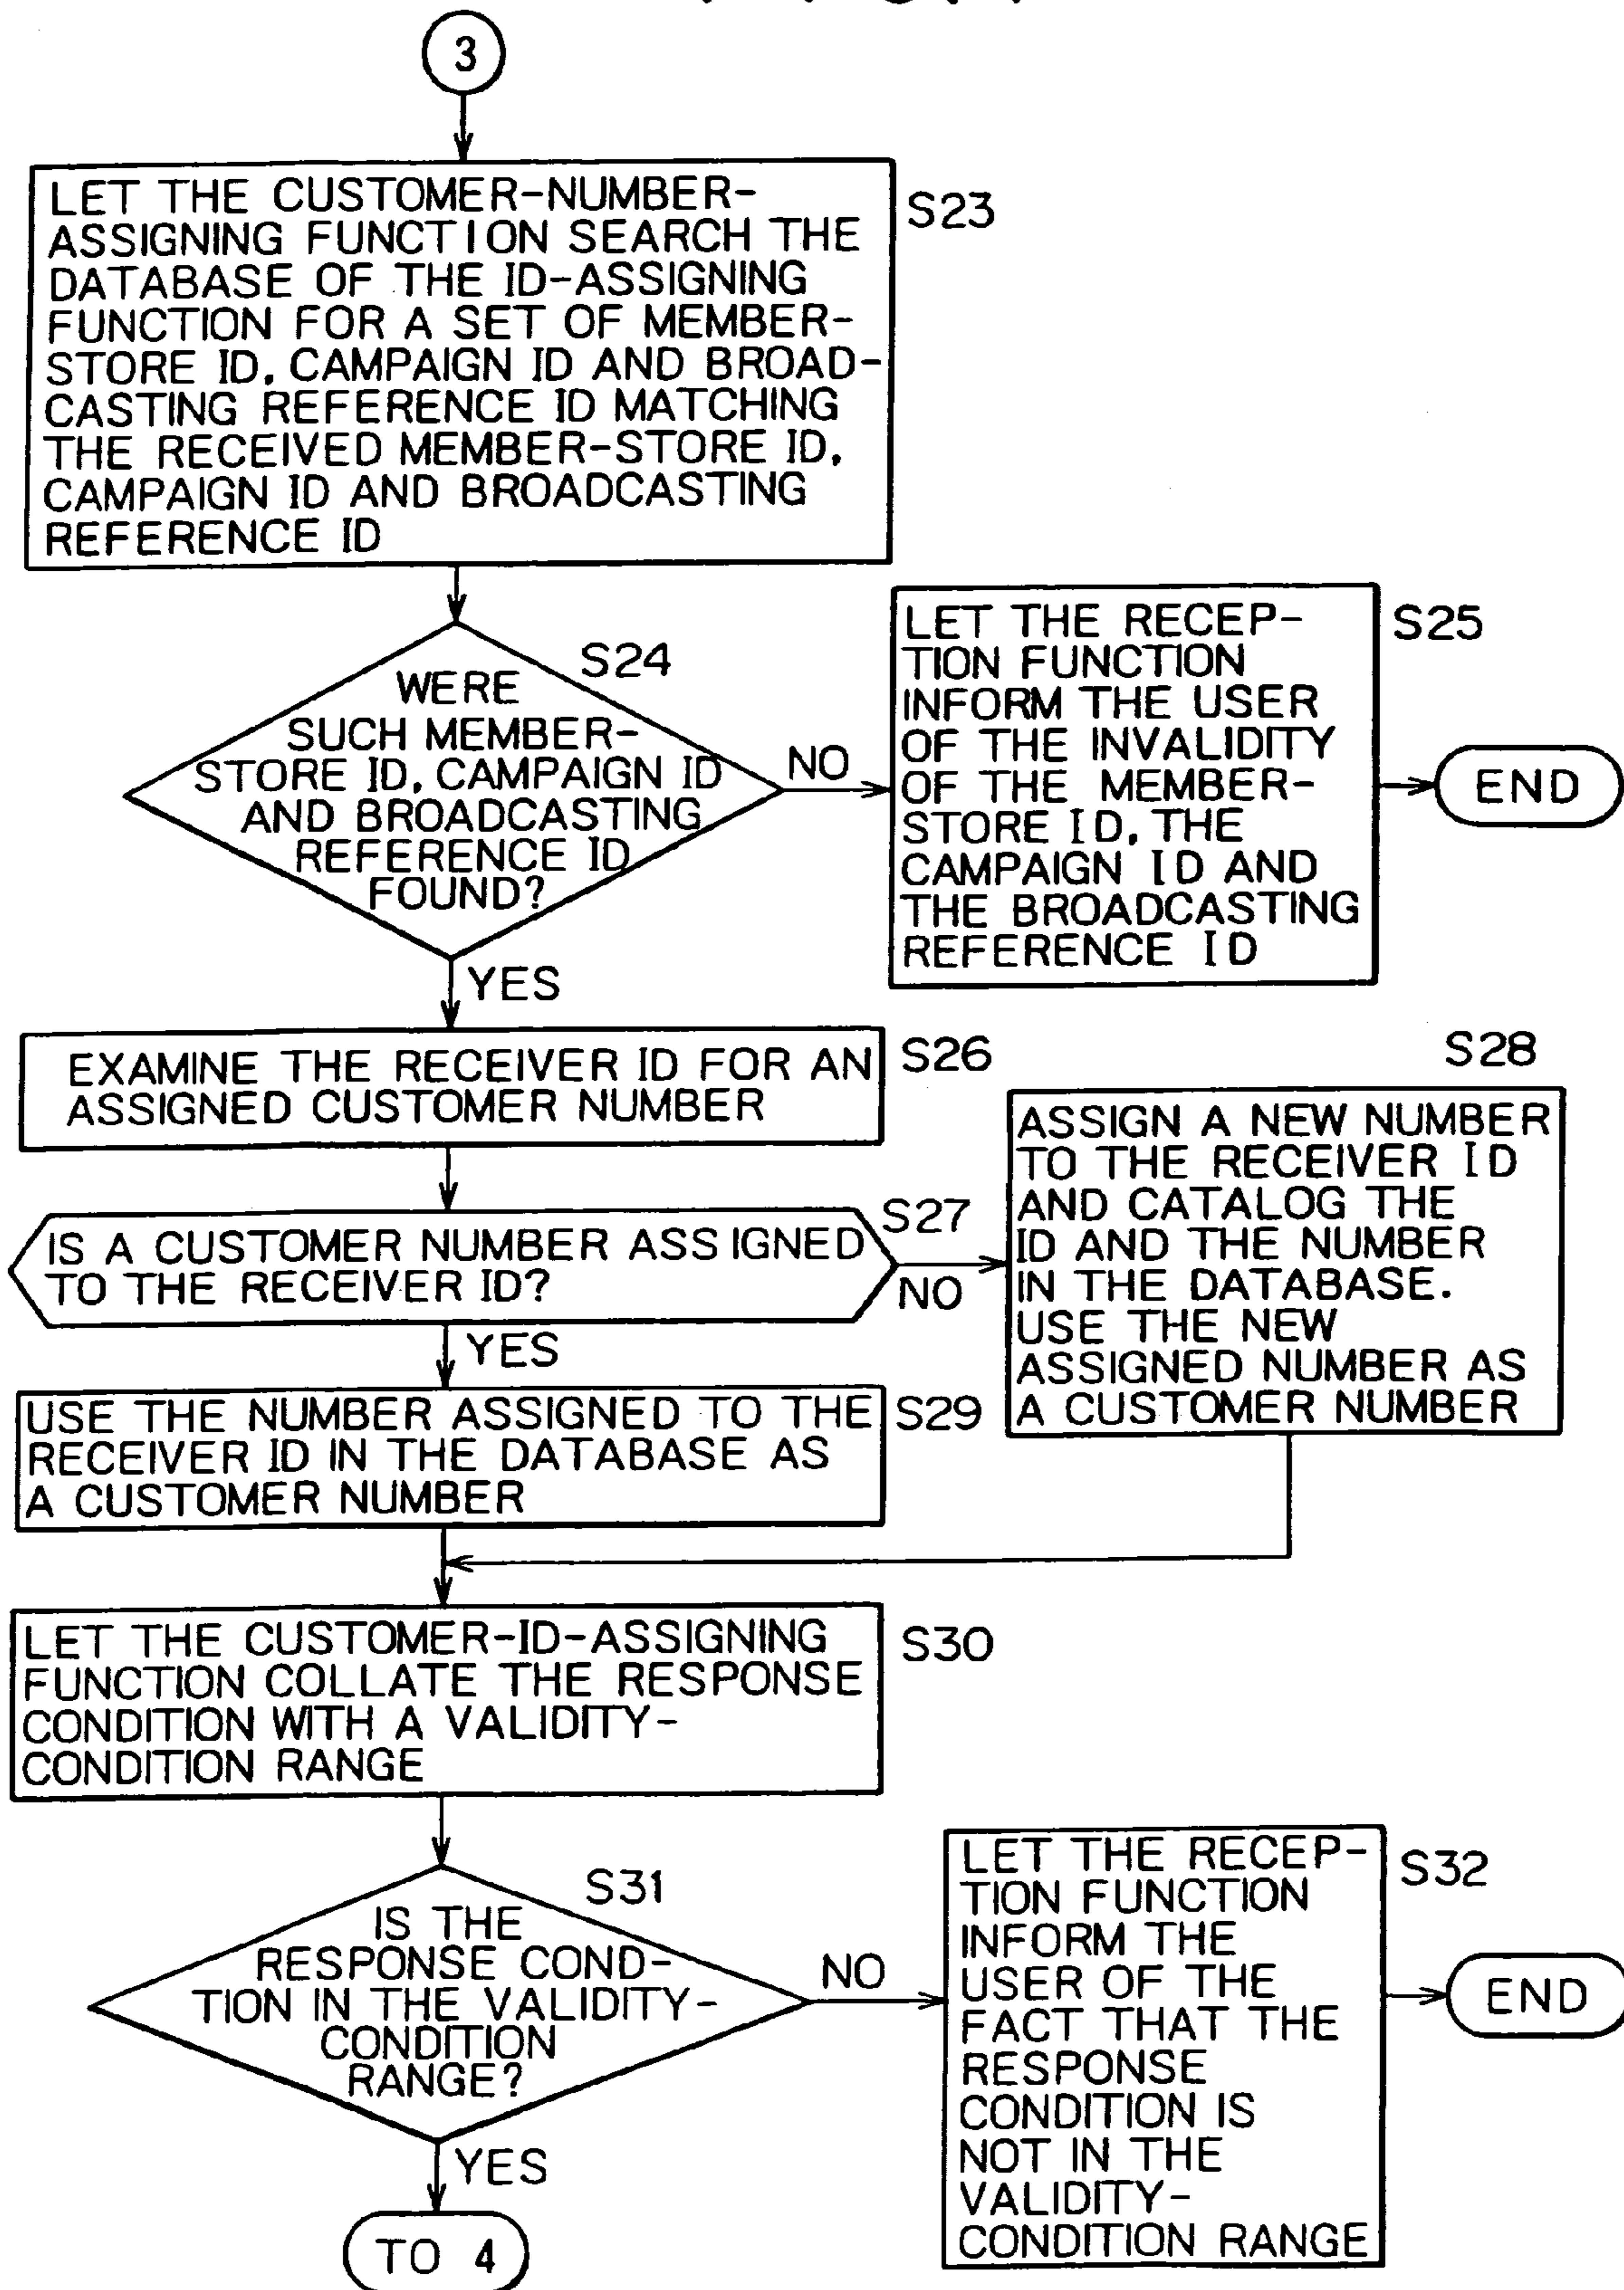 3
LET THE CUSTOMER-NUMBER-
ASSIGNING FUNCTION SEARCH THE
DATABASE OF THE ID-ASSIGNING
FUNCTION FOR A SET OF MEMBER-
STORE ID, CAMPAIGN ID AND BROAD-
CASTING REFERENCE ID MATCHING
THE RECEIVED MEMBER-STORE ID,
CAMPAIGN ID AND BROADCASTING
REFERENCE ID
S23
S24
WERE
SUCH MEMBER-
STORE ID, CAMPAIGN ID
AND BROADCASTING
REFERENCE ID
FOUND?
NO
LET THE RECEP-
TION FUNCTION
INFORM THE USER
OF THE INVALIDITY
OF THE MEMBER-
STORE ID, THE
CAMPAIGN ID AND
THE BROADCASTING
REFERENCE ID
S25
END
YES
EXAMINE THE RECEIVER ID FOR AN
ASSIGNED CUSTOMER NUMBER
S26
IS A CUSTOMER NUMBER ASSIGNED
TO THE RECEIVER ID?
S27
NO
S28
ASSIGN A NEW NUMBER
TO THE RECEIVER ID
AND CATALOG THE
ID AND THE NUMBER
IN THE DATABASE.
USE THE NEW
ASSIGNED NUMBER AS
A CUSTOMER NUMBER
YES
USE THE NUMBER ASSIGNED TO THE
RECEIVER ID IN THE DATABASE AS
A CUSTOMER NUMBER
S29
LET THE CUSTOMER-ID-ASSIGNING
FUNCTION COLLATE THE RESPONSE
CONDITION WITH A VALIDITY-
CONDITION RANGE
S30
S31
IS THE
RESPONSE COND-
TION IN THE VALIDITY-
CONDITION
RANGE?
NO
LET THE RECEP-
TION FUNCTION
INFORM THE
USER OF THE
FACT THAT THE
RESPONSE
CONDITION IS
NOT IN THE
VALIDITY-
CONDITION RANGE
S32
END
YES
TO 4